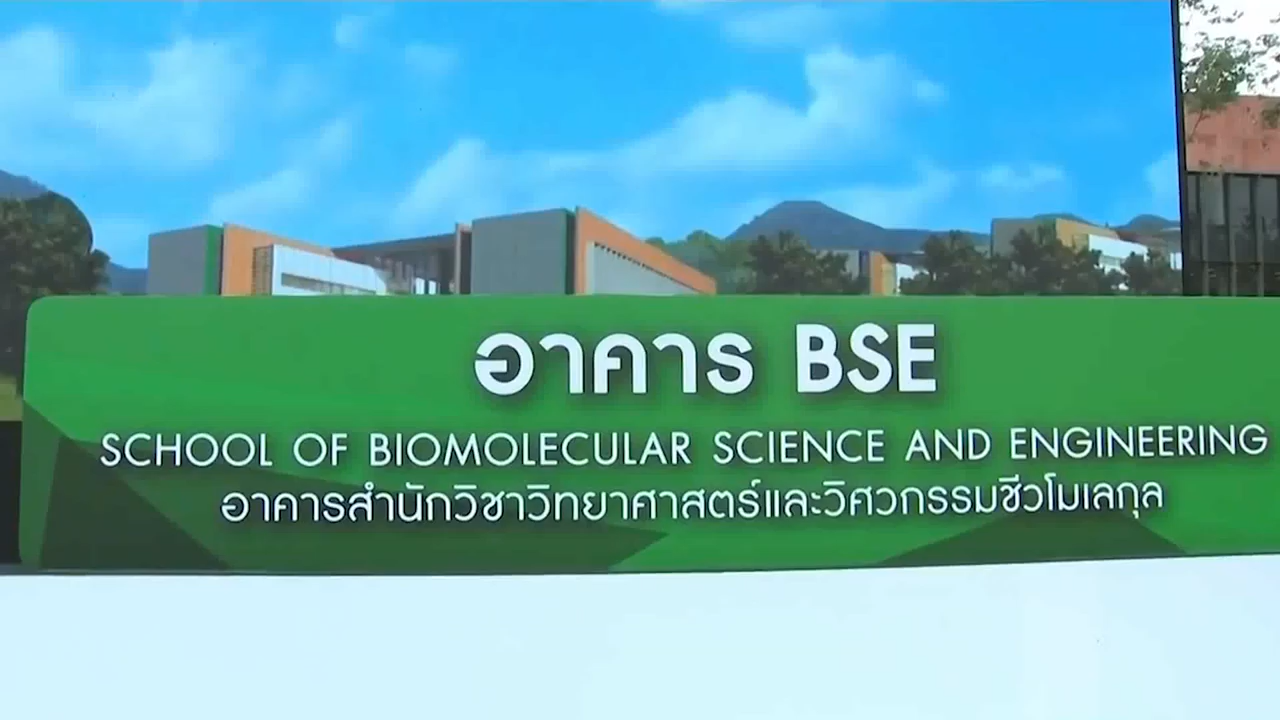 อาคาร BSE
SCHOOL OF BIOMOLECULAR SCIENCE AND ENGINEERING
อาคารสำนักวิชาวิทยาศาสตร์และวิศวกรรมชีวโมเลกุล